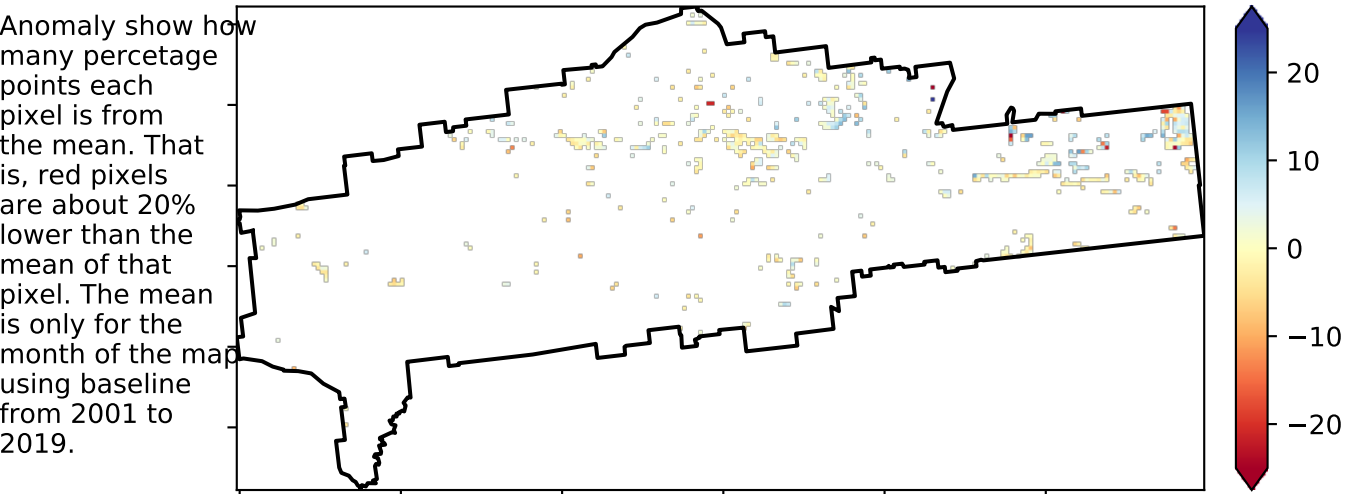 Anomaly show how
many percetage
points each
pixel is from
the mean. That
is, red pixels
are about 20%
lower than the
mean of that
pixel. The mean
is only for the
month of the map
using baseline
from 2001 to
2019.
20
10
0
−10
−20